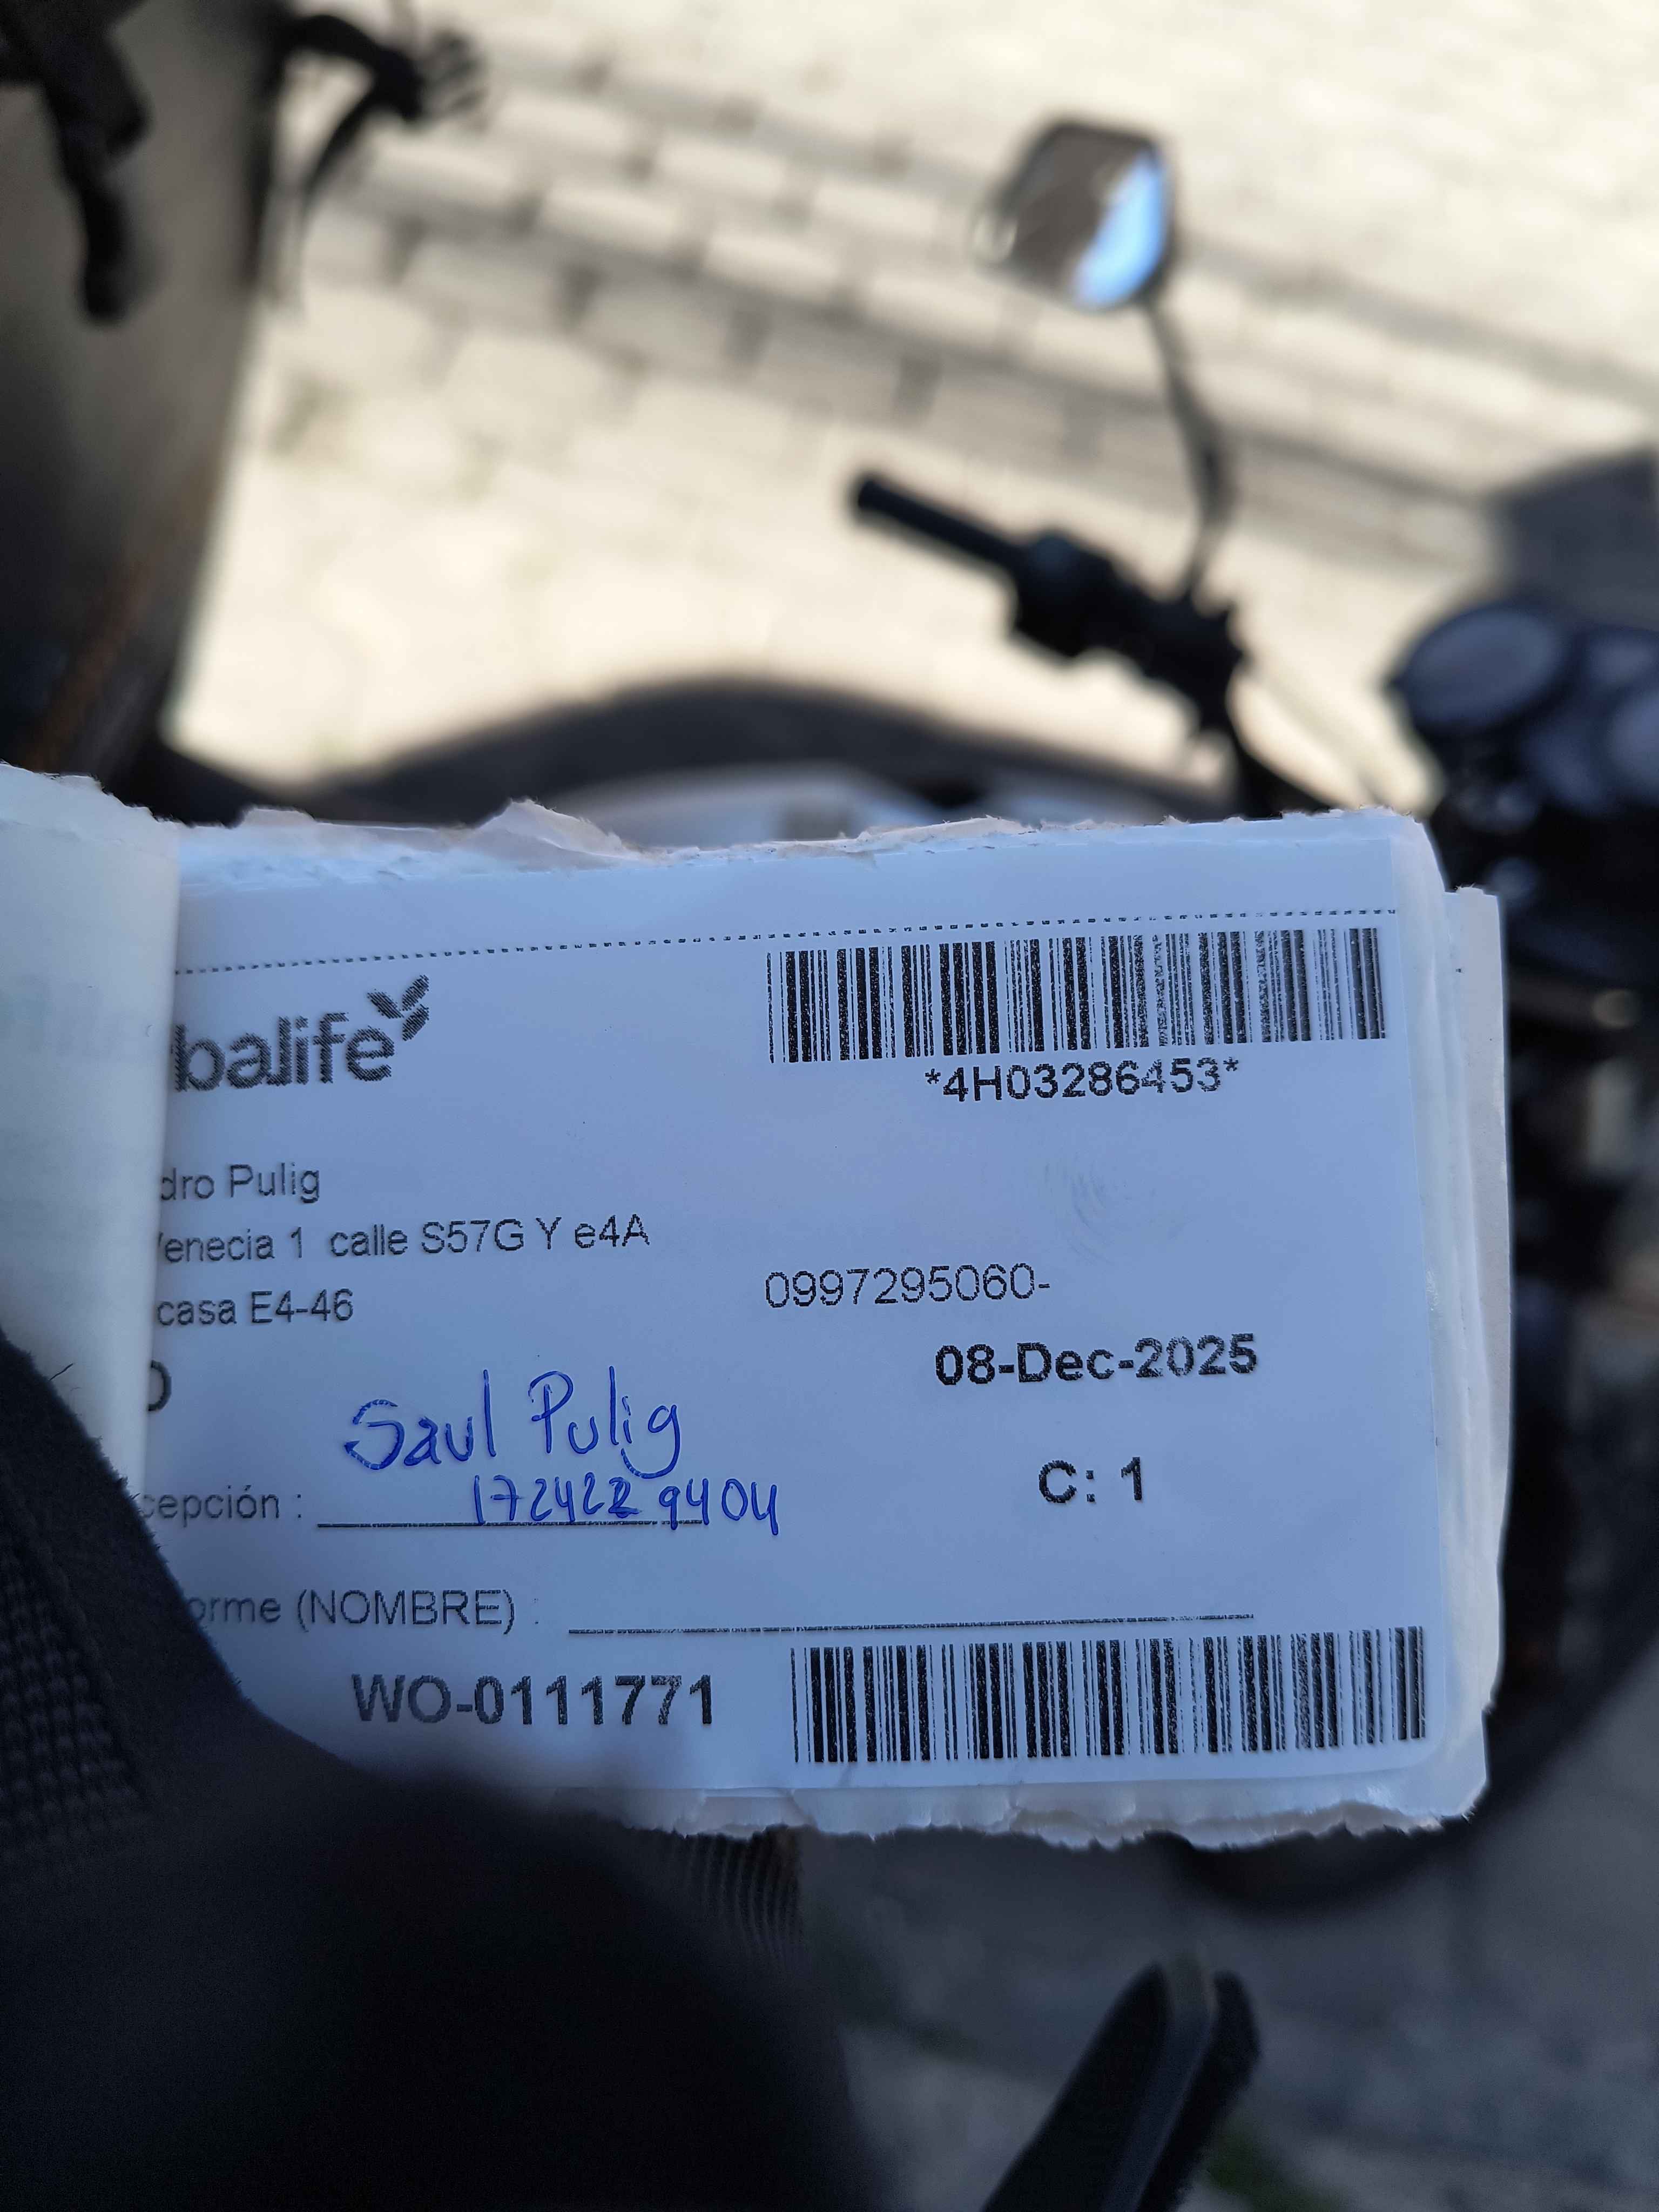 balife
*4H03286453*
dro Pulig
Venecia 1 calle S57G Y e4A
0997295060-
casa E4-46
08-Dec-2025
Saul Pulig
C: 1
cepción :
orme (NOMBRE) :
WO-0111771